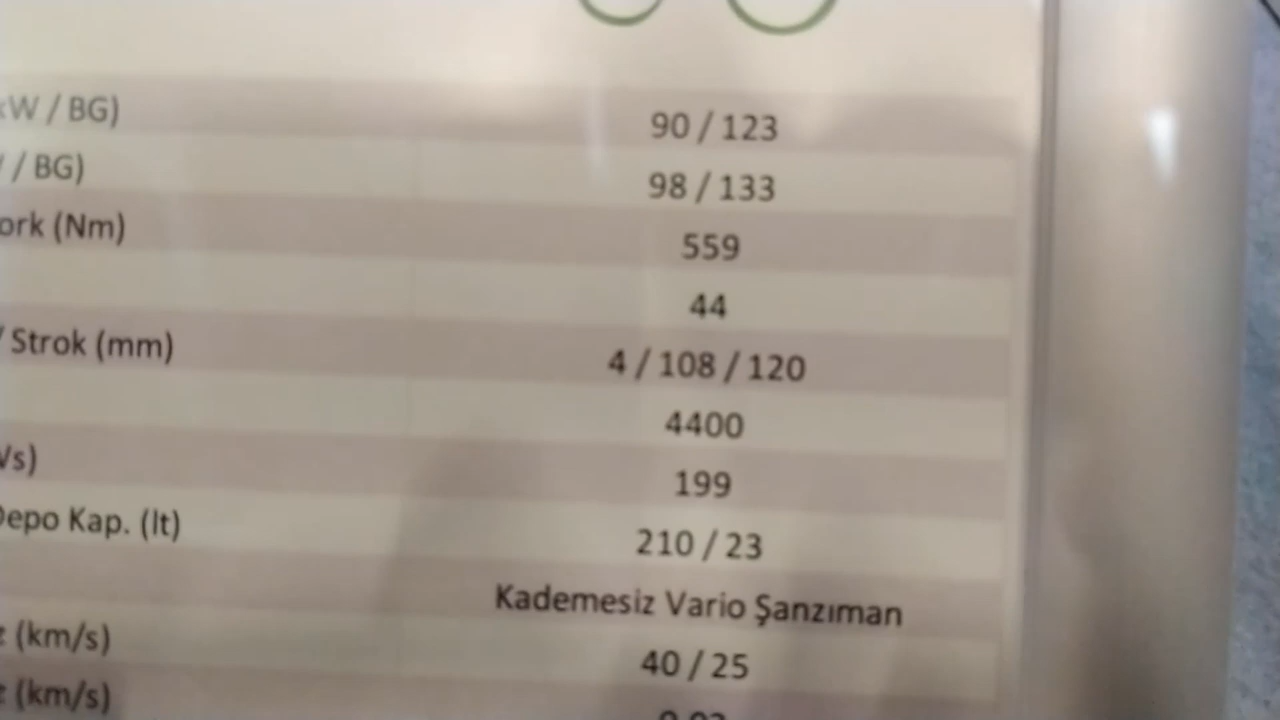 kW / BG) 90 / 123
/ BG) 98 / 133
ork (Nm) 559
44
/ Strok (mm) 4 / 108 / 120
4400
/s) 199
Depo Kap. (lt) 210 / 23
Kademesiz Vario Şanzıman
z (km/s) 40 / 25
z (km/s)